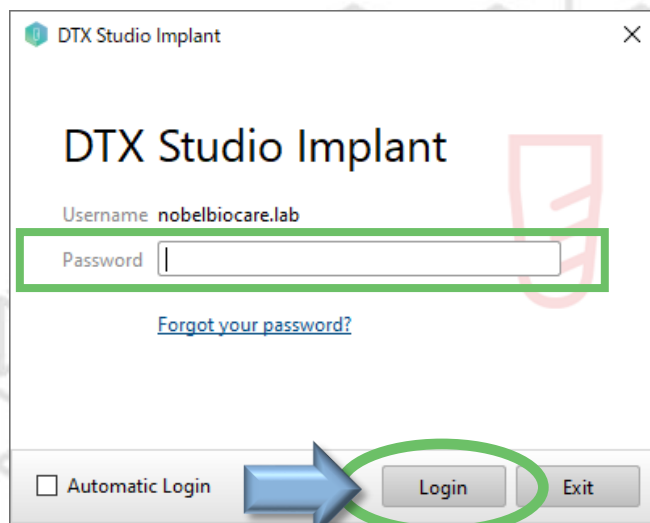 DTX Studio Implant
DTX Studio Implant
Username nobelbiocare.lab
Password
Forgot your password?
Automatic Login Login Exit